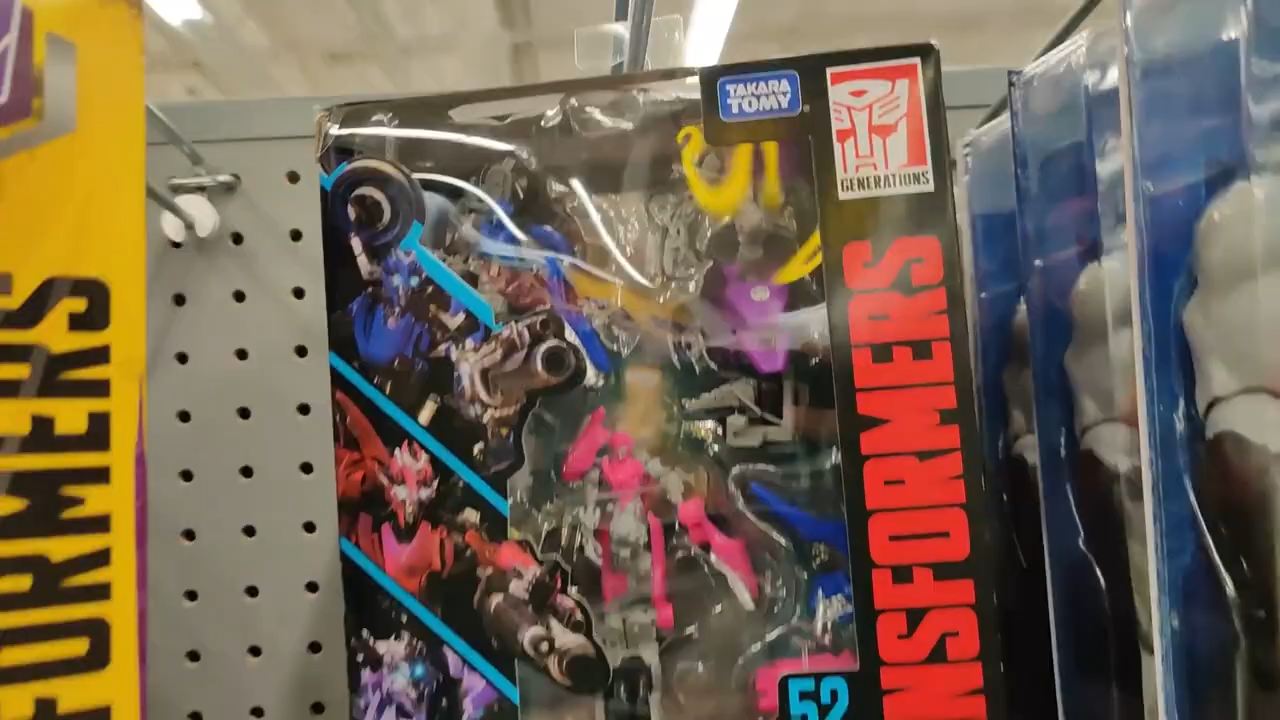 TAKARA
TOMY
GENERATIONS
NSFORMERS
52
FORMERS